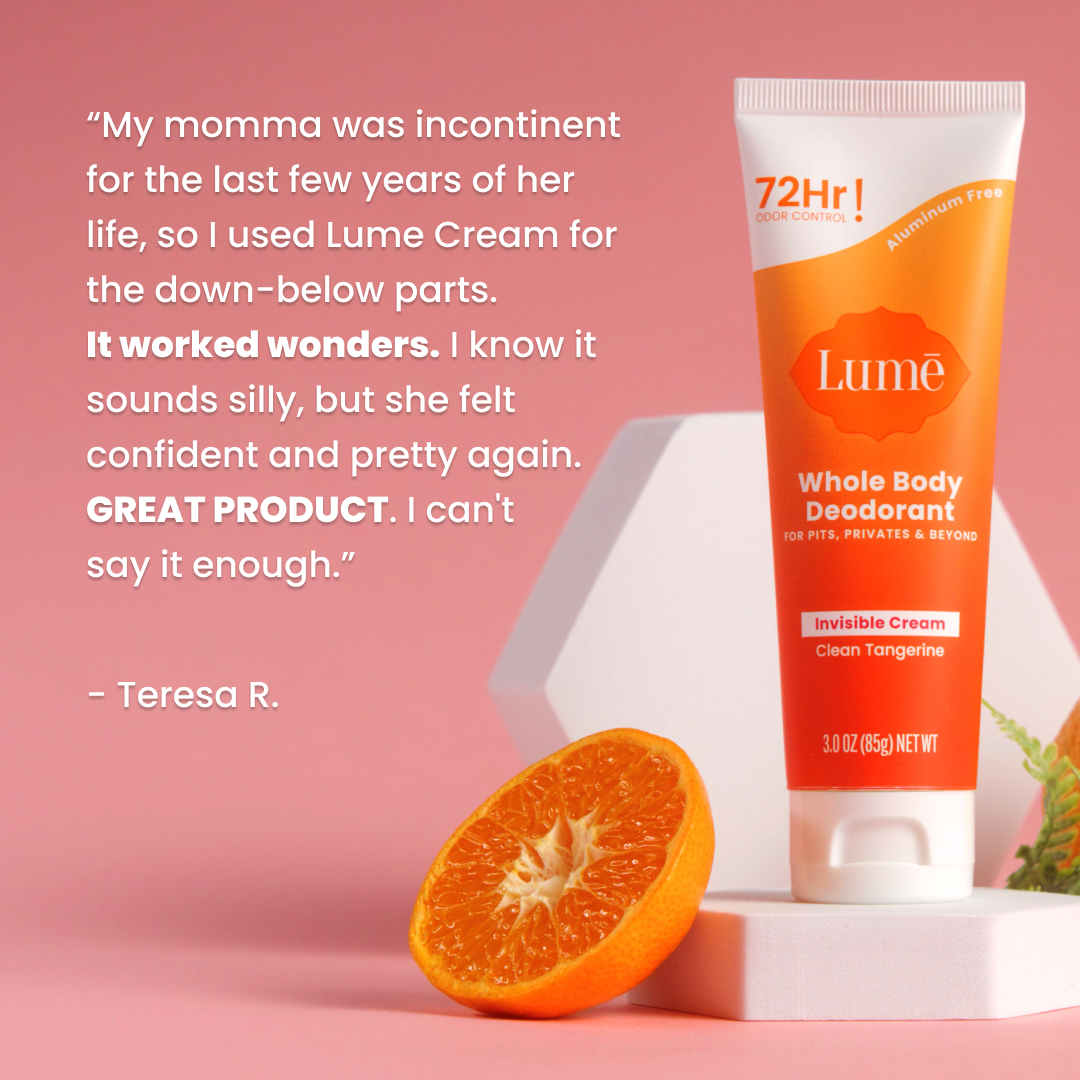 “My momma was incontinent
for the last few years of her
life, so I used Lume Cream for
the down-below parts.
It worked wonders. I know it
sounds silly, but she felt
confident and pretty again.
GREAT PRODUCT. I can't
say it enough.”
- Teresa R.
72Hr!
ODOR CONTROL
Aluminum Free
Lumē
Whole Body
Deodorant
FOR PITS, PRIVATES & BEYOND
Invisible Cream
Clean Tangerine
3.0 OZ (85g) NET WT